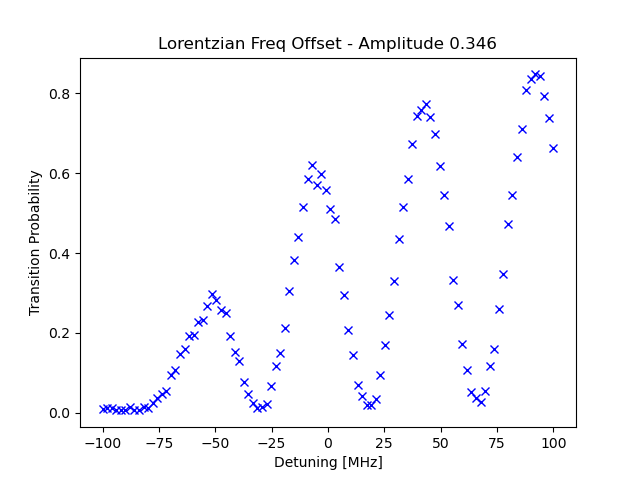 Lorentzian Freq Offset - Amplitude 0.346
Transition Probability
0.8
0.6
0.4
0.2
0.0
−100 −75 −50 −25 0 25 50 75 100
Detuning [MHz]